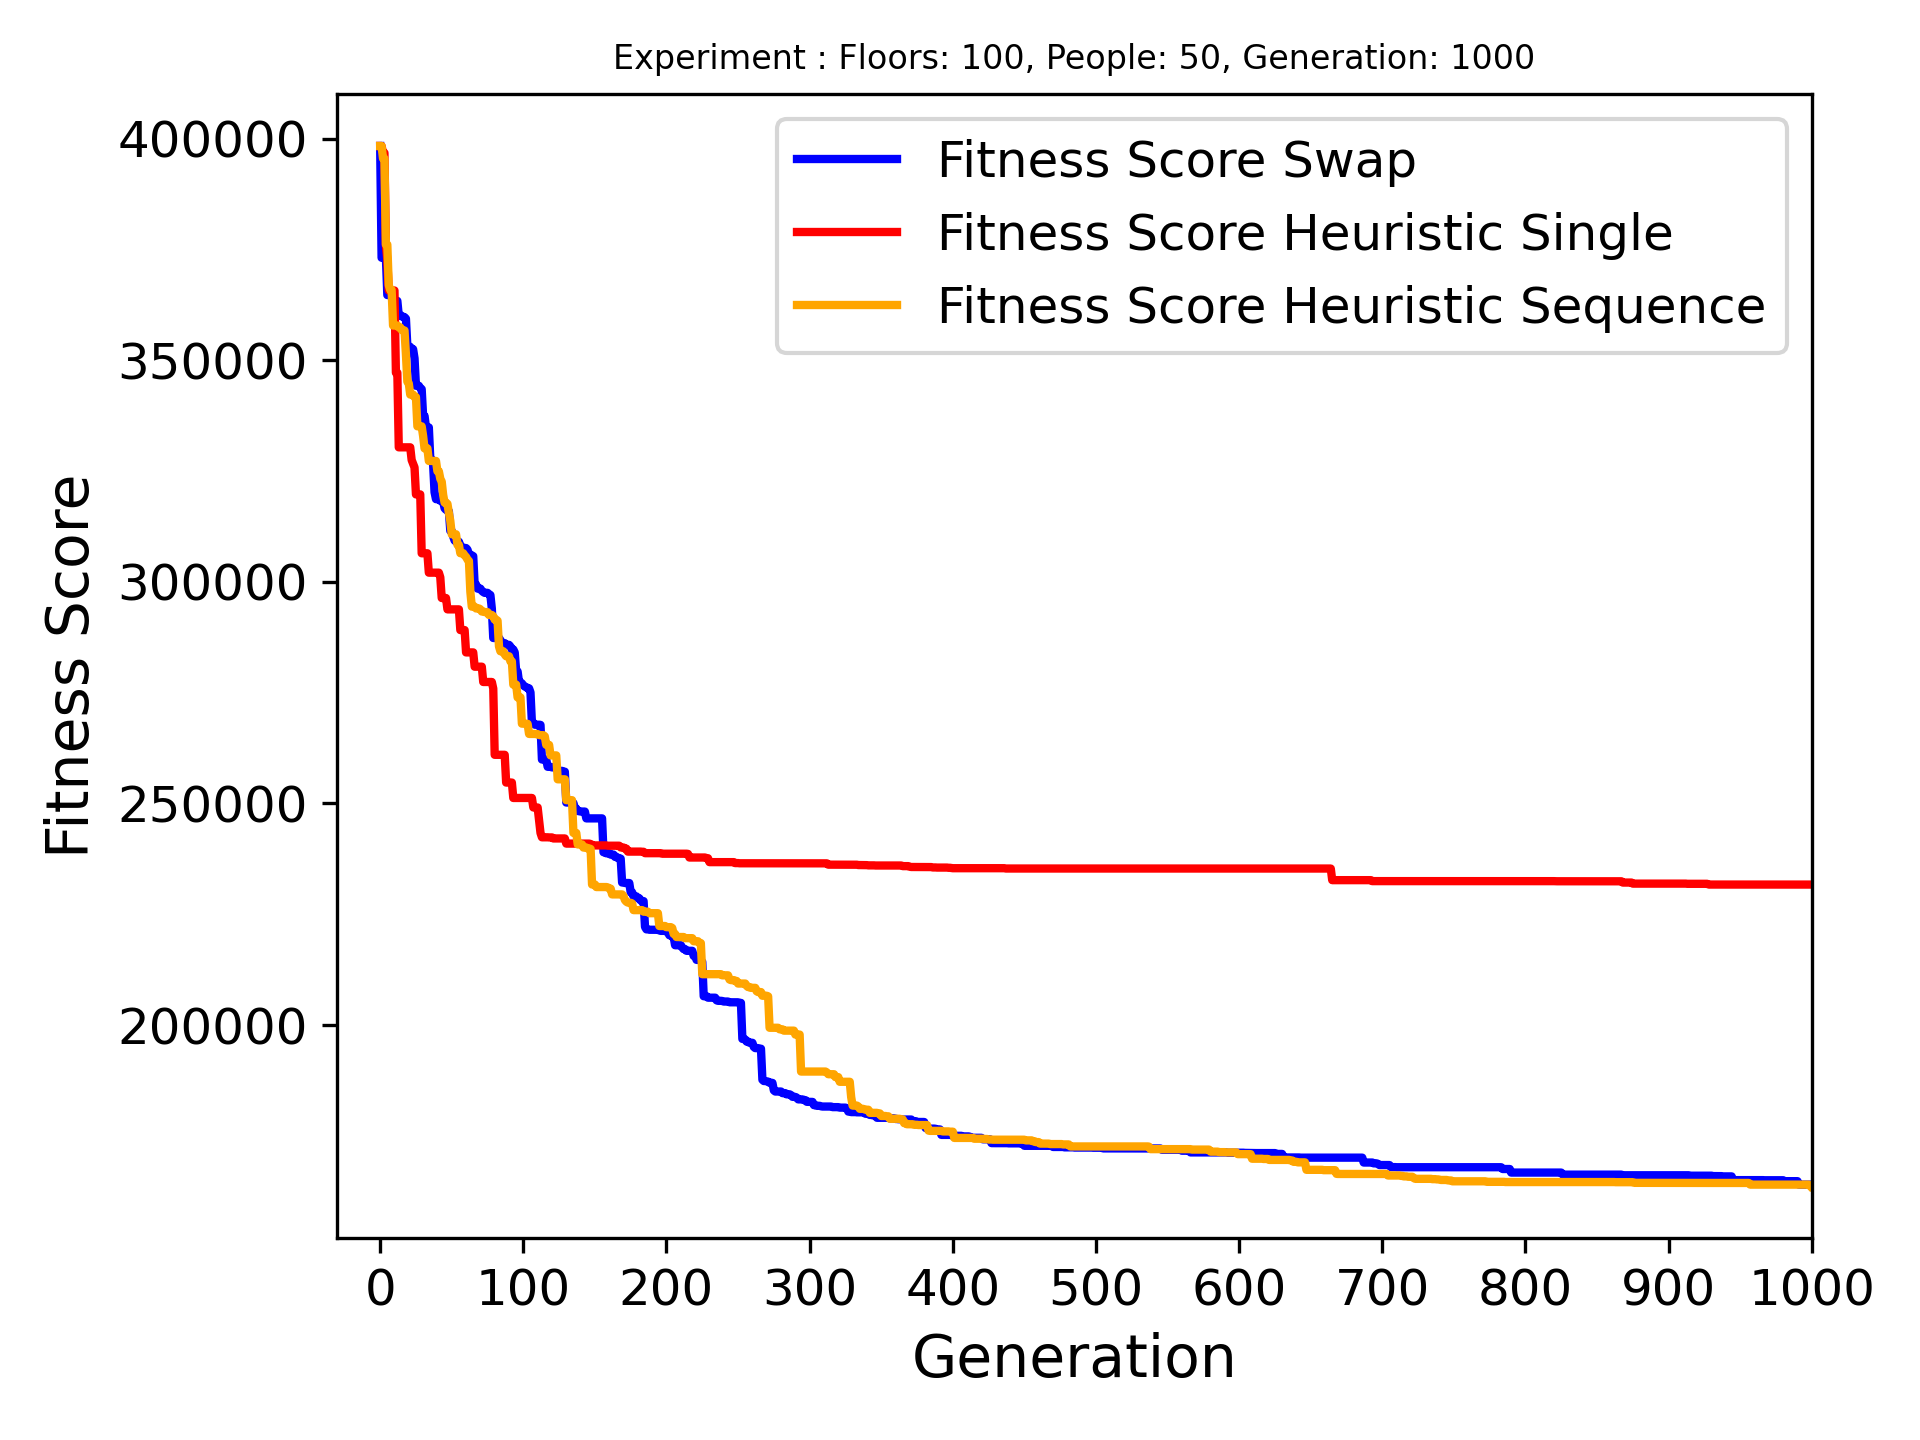 Experiment : Floors: 100, People: 50, Generation: 1000
400000
350000
300000
250000
200000
Fitness Score
Fitness Score Swap
Fitness Score Heuristic Single
Fitness Score Heuristic Sequence
0 100 200 300 400 500 600 700 800 900 1000
Generation